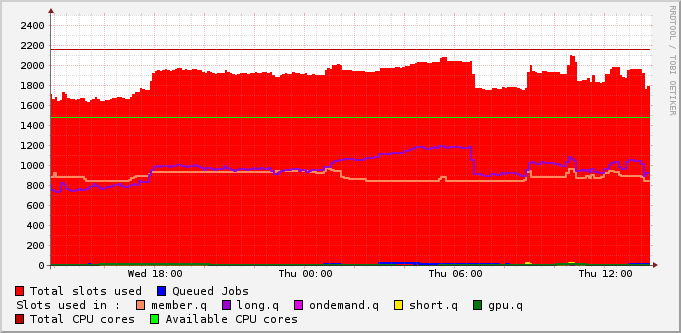 RRDTOOL / TOBI OETIKER
2400
2200
2000
1800
1600
1400
1200
1000
800
600
400
200
0
Wed 18:00 Thu 00:00 Thu 06:00 Thu 12:00
Total slots used Queued Jobs
Slots used in : member.q long.q ondemand.q short.q gpu.q
Total CPU cores Available CPU cores